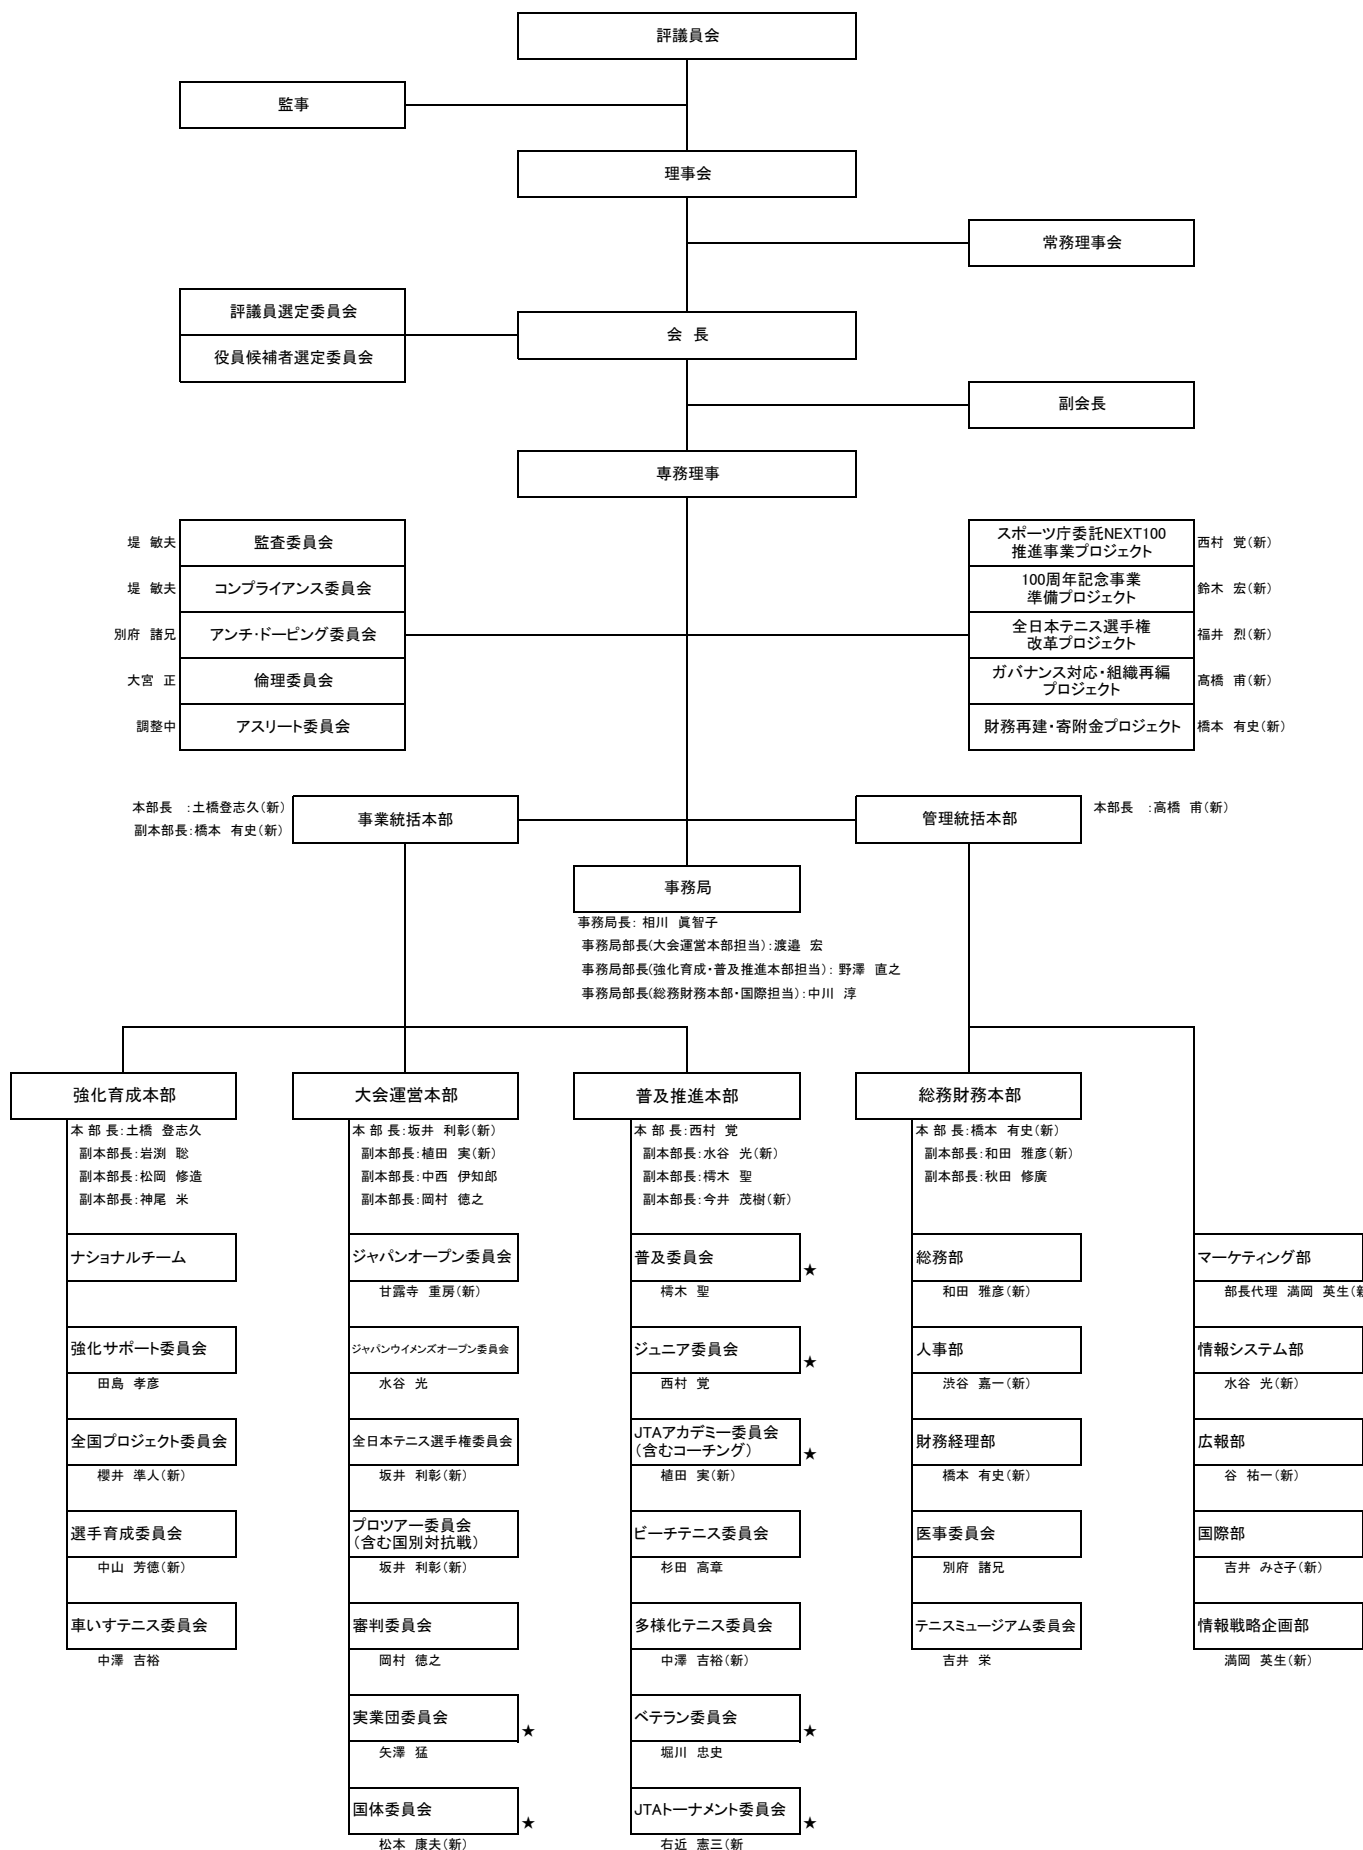 評議員会
監事
理事会
常務理事会
評議員選定委員会
役員候補者選定委員会
会 長
副会長
専務理事
堤 敏夫 監査委員会
堤 敏夫 コンプライアンス委員会
別府 諸兄 アンチ・ドーピング委員会
大宮 正 倫理委員会
調整中 アスリート委員会
スポーツ庁委託NEXT100
推進事業プロジェクト
西村 覚(新)
100周年記念事業
準備プロジェクト
鈴木 宏(新)
全日本テニス選手権
改革プロジェクト
福井 烈(新)
ガバナンス対応・組織再編
プロジェクト
髙橋 甫(新)
財務再建・寄附金プロジェクト 橋本 有史(新)
本部長 :土橋登志久(新)
副本部長:橋本 有史(新)
事業統括本部
管理統括本部
本部長 :高橋 甫(新)
事務局
事務局長: 相川 眞智子
事務局部長(大会運営本部担当):渡邉 宏
事務局部長(強化育成・普及推進本部担当): 野澤 直之
事務局部長(総務財務本部・国際担当):中川 淳
強化育成本部
本 部 長:土橋 登志久
副本部長:岩渕 聡
副本部長:松岡 修造
副本部長:神尾 米
ナショナルチーム
強化サポート委員会
田島 孝彦
全国プロジェクト委員会
櫻井 準人(新)
選手育成委員会
中山 芳徳(新)
車いすテニス委員会
中澤 吉裕
大会運営本部
本 部 長:坂井 利彰(新)
副本部長:植田 実(新)
副本部長:中西 伊知郎
副本部長:岡村 徳之
ジャパンオープン委員会
甘露寺 重房(新)
ジャパンウイメンズオープン委員会
水谷 光
全日本テニス選手権委員会
坂井 利彰(新)
プロツアー委員会
(含む国別対抗戦)
坂井 利彰(新)
審判委員会
岡村 徳之
実業団委員会
★
矢澤 猛
国体委員会
★
松本 康夫(新)
普及推進本部
本 部 長:西村 覚
副本部長:水谷 光(新)
副本部長:樗木 聖
副本部長:今井 茂樹(新)
普及委員会
★
樗木 聖
ジュニア委員会
★
西村 覚
JTAアカデミー委員会
(含むコーチング)
★
植田 実(新)
ビーチテニス委員会
杉田 高章
多様化テニス委員会
中澤 吉裕(新)
ベテラン委員会
★
堀川 忠史
JTAトーナメント委員会
★
右近 憲三(新
総務財務本部
本 部 長:橋本 有史(新)
副本部長:和田 雅彦(新)
副本部長:秋田 修廣
総務部
和田 雅彦(新)
人事部
渋谷 嘉一(新)
財務経理部
橋本 有史(新)
医事委員会
別府 諸兄
テニスミュージアム委員会
吉井 栄
マーケティング部
部長代理 満岡 英生(新
情報システム部
水谷 光(新)
広報部
谷 祐一(新)
国際部
吉井 みさ子(新)
情報戦略企画部
満岡 英生(新)